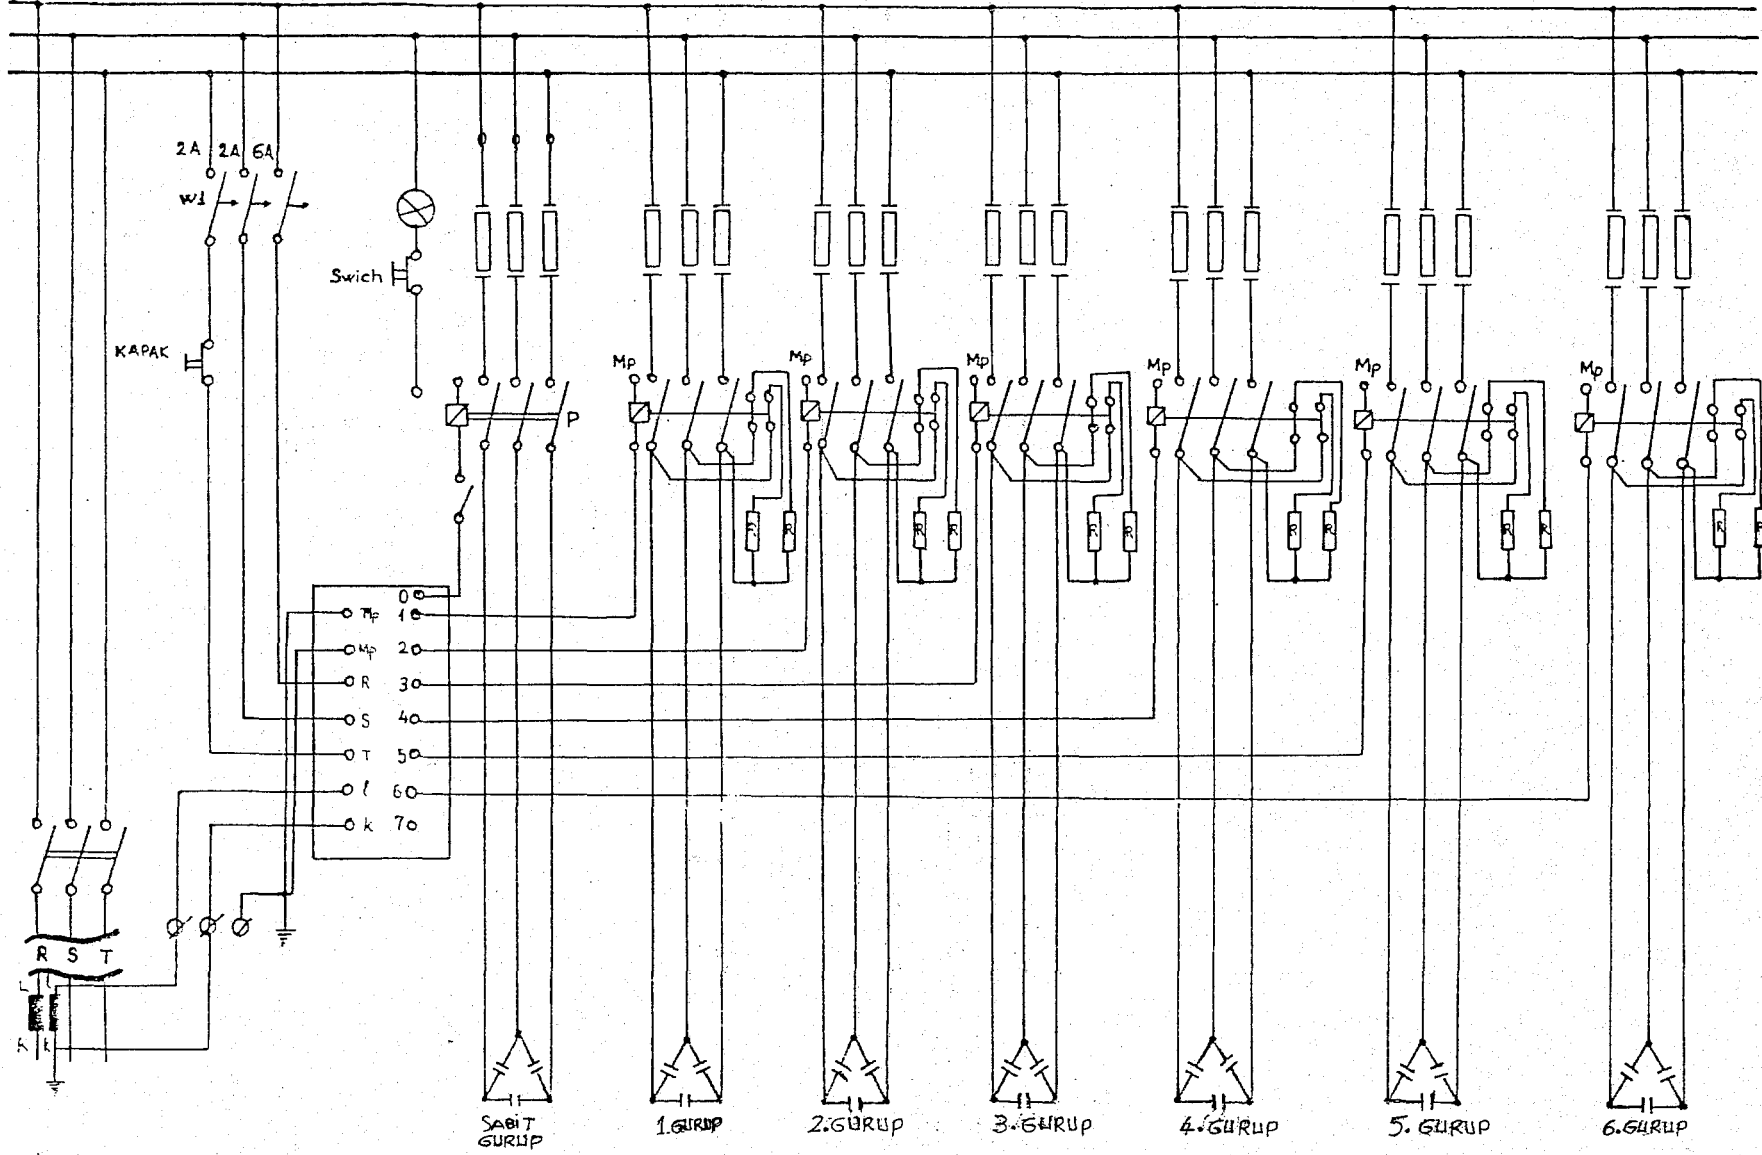 2A 2A 6A
W1
Swich
KAPAK
Mp Mp Mp Mp Mp Mp
P
R R R R R R R R R R R
0
Mp 1
Mp 2
R 3
S 4
T 5
l 6
k 7
R S T
k
SABİT
GURUP
1.GURUP
2.GURUP
3.GURUP
4.GURUP
5.GURUP
6.GURUP